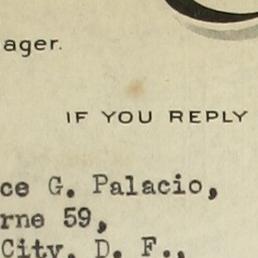 ager.
IF YOU REPLY
ce G. Palacio,
rne 59,
City, D. F.,